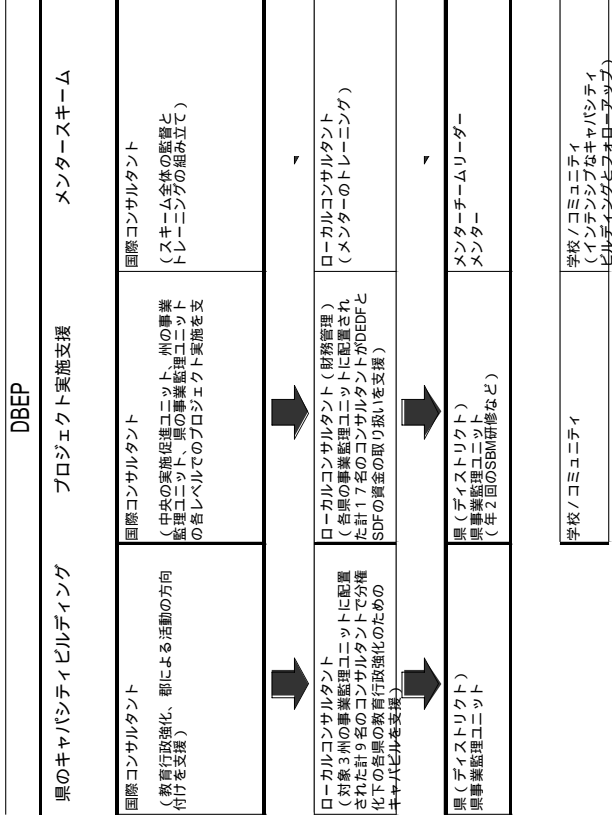 DBEP
県のキャパシティビルディング
プロジェクト実施支援
メンタースキーム
国際コンサルタント
（教育行政強化、郡による活動の方向
付けを支援）
国際コンサルタント
（中央の実施促進ユニット、州の事業
監理ユニット、県の事業監理ユニット
の各レベルでのプロジェクト実施を支
国際コンサルタント
（スキーム全体の監督と
トレーニングの組み立て）
ローカルコンサルタント
（対象３州の事業監理ユニットに配置
された計９名のコンサルタントで分権
化下の各県の教育行政強化のための
キャパビルを支援）
ローカルコンサルタント（財務管理）
（各県の事業監理ユニットに配置され
た計１７名のコンサルタントがDEDFと
SDFの資金の取り扱いを支援）
ローカルコンサルタント
（メンターのトレーニング）
県（ディストリクト）
県事業監理ユニット
県（ディストリクト）
県事業監理ユニット
（年２回のSBM研修など）
メンターチームリーダー
メンター
学校／コミュニティ
学校／コミュニティ
（インテンシブなキャパシティ
ビルディングとフォローアップ）